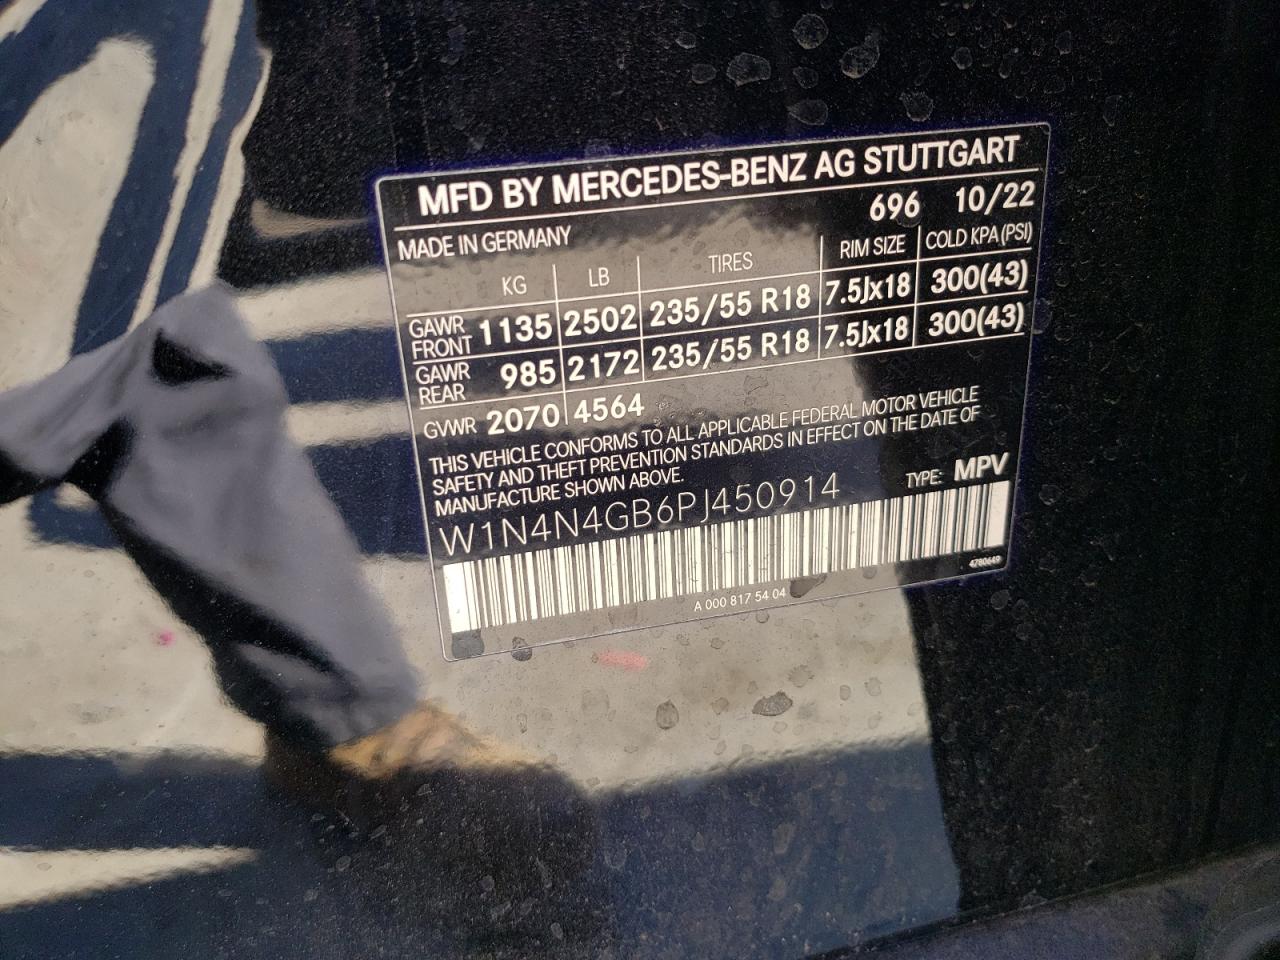 MFD BY MERCEDES-BENZ AG STUTTGART
696 10/22
MADE IN GERMANY
KG LB TIRES RIM SIZE COLD KPA (PSI)
GAWR FRONT 1135 2502 235/55 R18 7.5Jx18 300(43)
GAWR REAR 985 2172 235/55 R18 7.5Jx18 300(43)
GVWR 2070 4564
THIS VEHICLE CONFORMS TO ALL APPLICABLE FEDERAL MOTOR VEHICLE
SAFETY AND THEFT PREVENTION STANDARDS IN EFFECT ON THE DATE OF
MANUFACTURE SHOWN ABOVE.
W1N4N4GB6PJ450914 TYPE: MPV
4780649
A 000 817 54 04